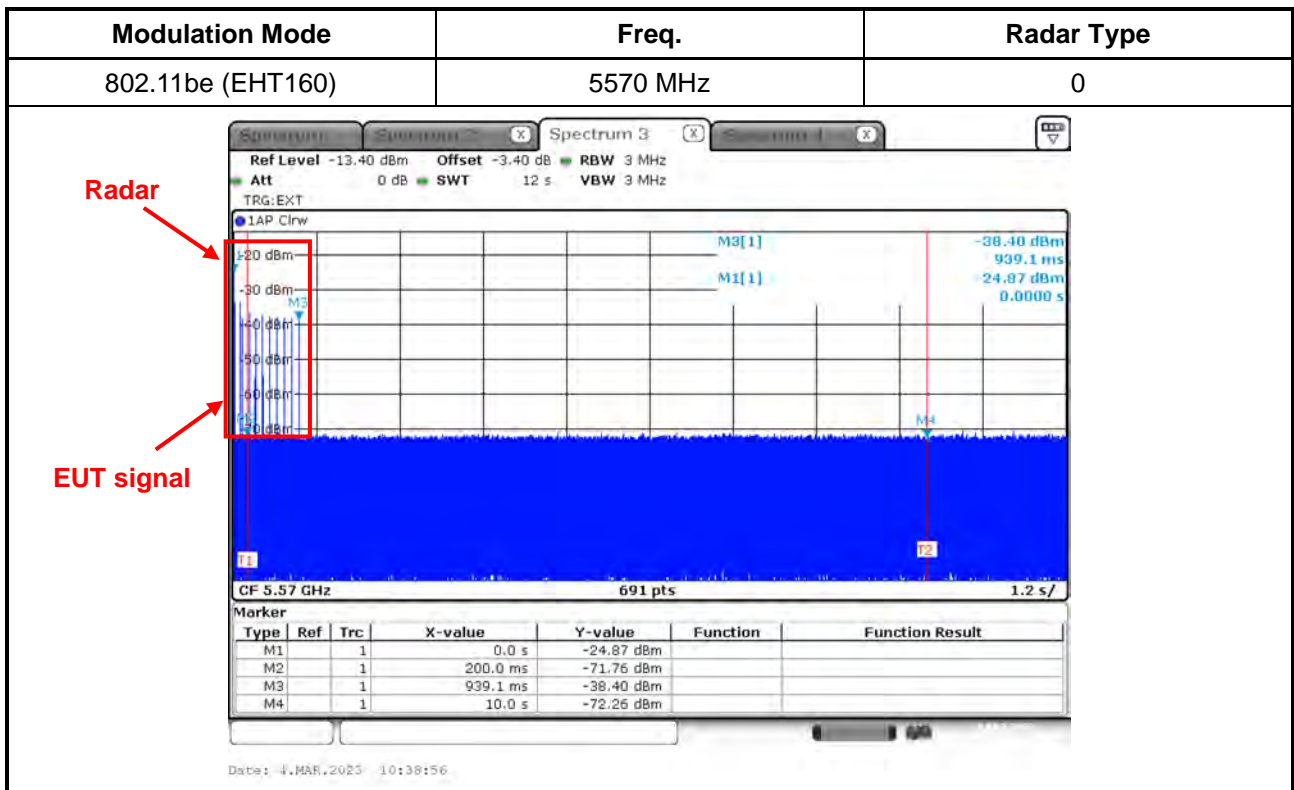 Modulation Mode Freq. Radar Type
802.11be (EHT160) 5570 MHz 0
Spectrum 3
Ref Level -13.40 dBm Offset -3.40 dB RBW 3 MHz
Att 0 dB SWT 12 s VBW 3 MHz
TRG:EXT
1AP Clrw
Radar
M3[1] -38.40 dBm
939.1 ms
M1[1] -24.87 dBm
0.0000 s
-20 dBm
-30 dBm
M3
-40 dBm
-50 dBm
-60 dBm
-70 dBm
M4
EUT signal
T1
T2
CF 5.57 GHz 691 pts 1.2 s/
Marker
Type Ref Trc X-value Y-value Function Function Result
M1 1 0.0 s -24.87 dBm
M2 1 200.0 ms -71.76 dBm
M3 1 939.1 ms -38.40 dBm
M4 1 10.0 s -72.26 dBm
Date: 4.MAR.2023 10:38:56